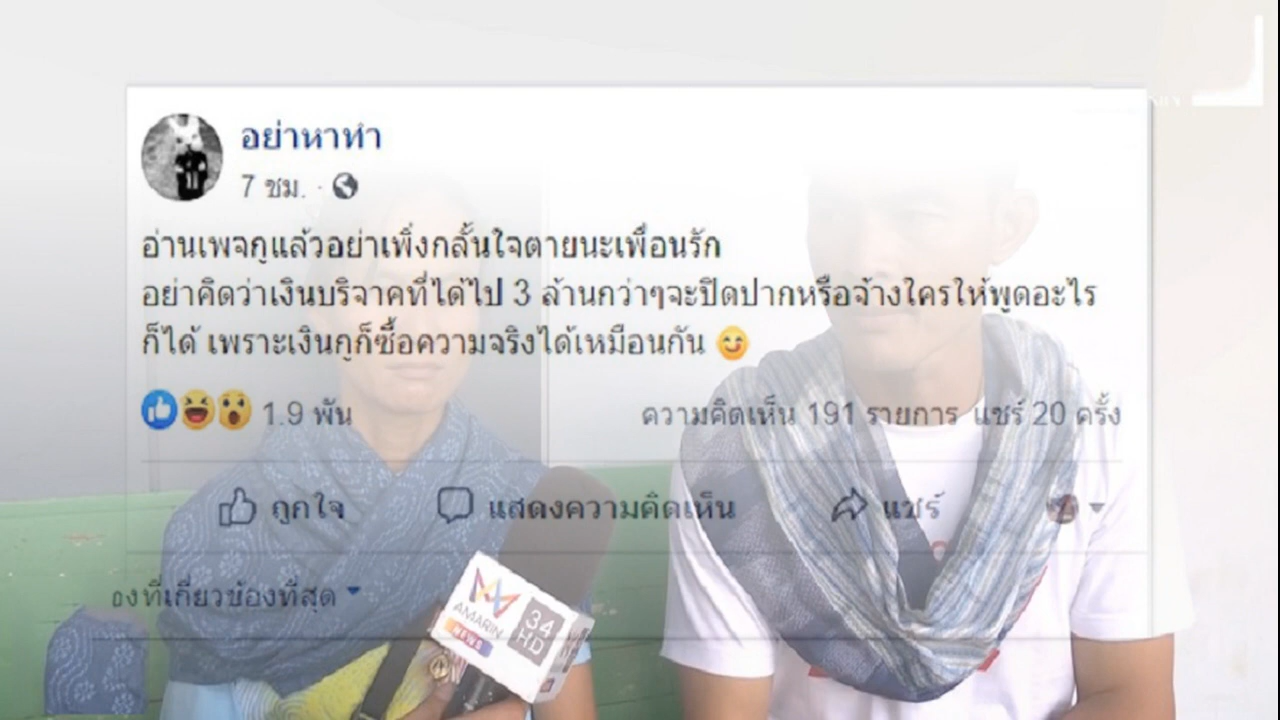 อย่าหาทำ
7 ชม. ·
อ่านเพจกูแล้วอย่าเพิ่งกลั้นใจตายนะเพื่อนรัก
อย่าคิดว่าเงินบริจาคที่ได้ไป 3 ล้านกว่าๆจะปิดปากหรือจ้างใครให้พูดอะไร
ก็ได้ เพราะเงินกูก็ซื้อความจริงได้เหมือนกัน 😊
1.9 พัน ความคิดเห็น 191 รายการ แชร์ 20 ครั้ง
ถูกใจ แสดงความคิดเห็น แชร์
องที่เกี่ยวข้องที่สุด
AMARIN
NEWS
34
HD